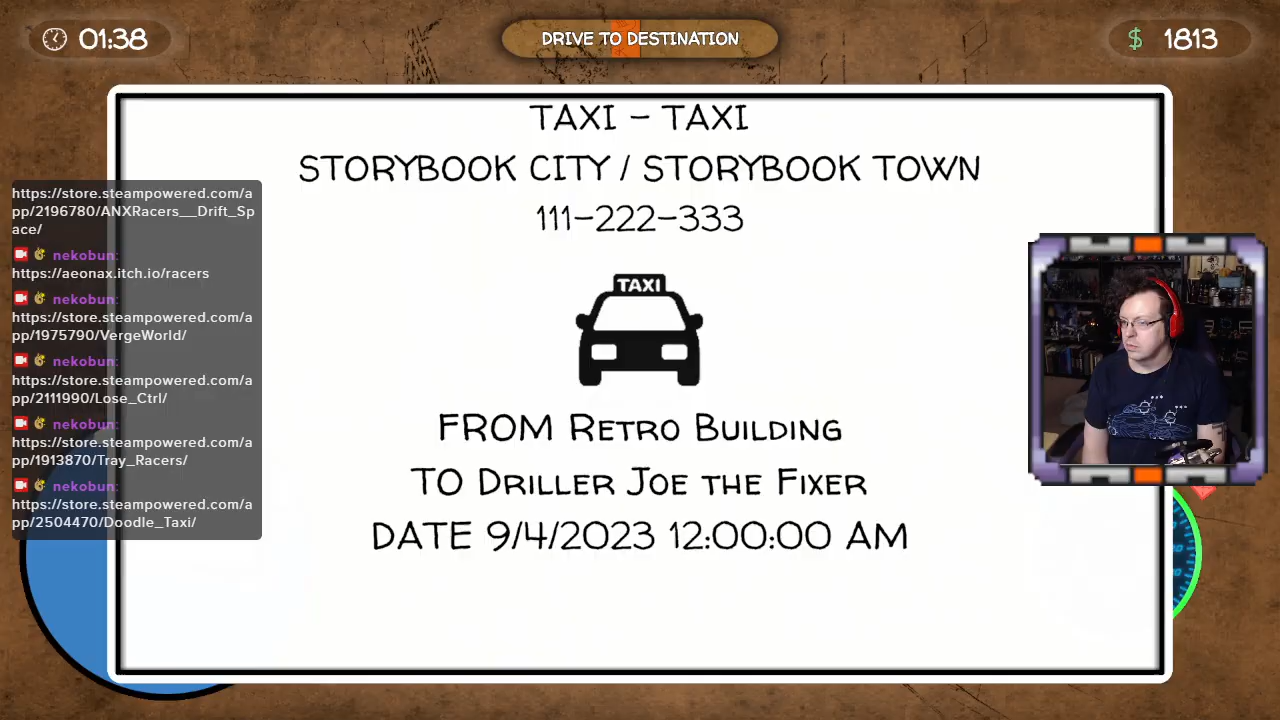 01:38
DRIVE TO DESTINATION
$ 1813
TAXI - TAXI
STORYBOOK CITY / STORYBOOK TOWN
111-222-333
TAXI
FROM RETRO BUILDING
TO DRILLER JOE THE FIXER
DATE 9/4/2023 12:00:00 AM
https://store.steampowered.com/a
pp/2196780/ANXRacers__Drift_Sp
ace/
nekobun:
https://aeonax.itch.io/racers
nekobun:
https://store.steampowered.com/a
pp/1975790/VergeWorld/
nekobun:
https://store.steampowered.com/a
pp/2111990/Lose_Ctrl/
nekobun:
https://store.steampowered.com/a
pp/1913870/Tray_Racers/
nekobun:
https://store.steampowered.com/a
pp/2504470/Doodle_Taxi/